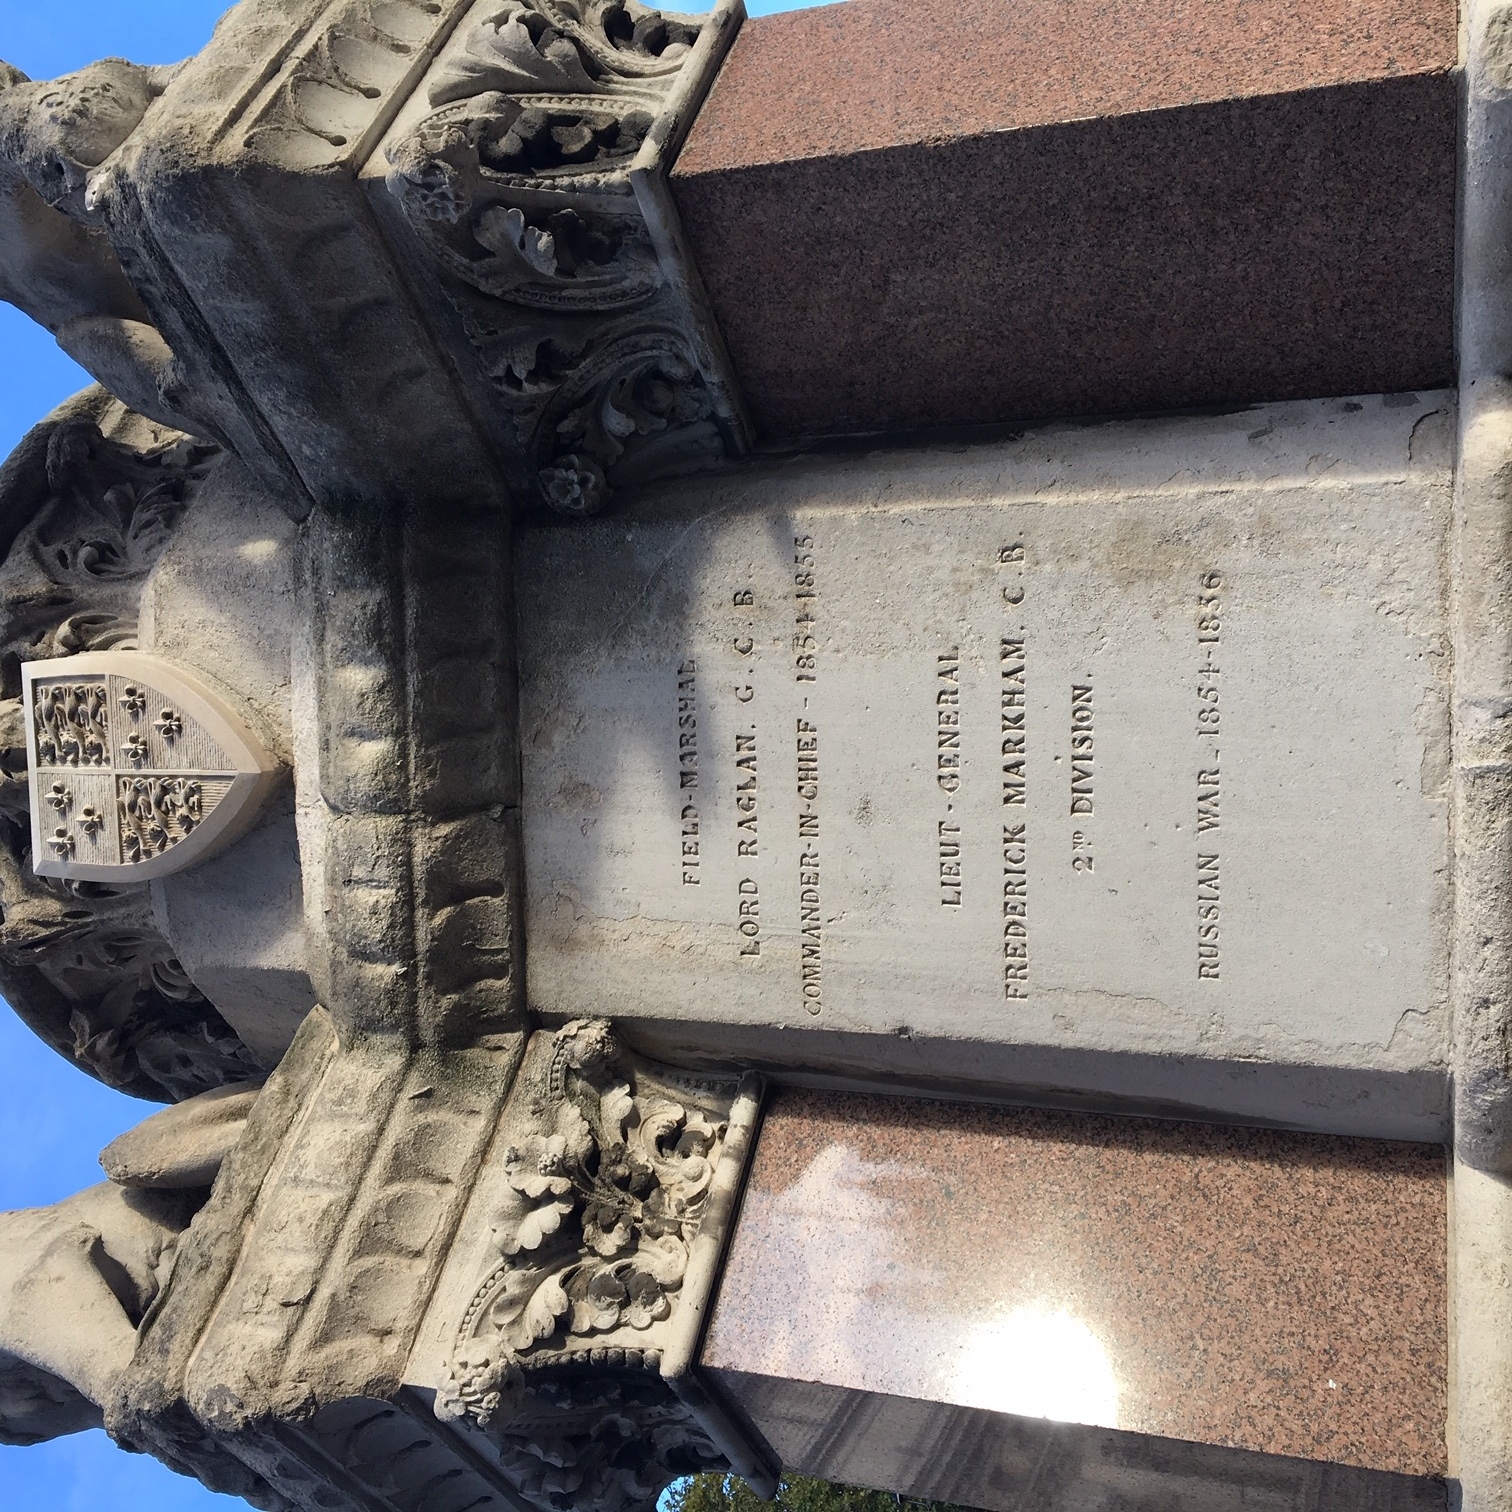 FIELD-MARSHAL
LORD RAGLAN. G.C.B.
COMMANDER-IN-CHIEF-1854-1855
LIEUT-GENERAL
FREDERICK MARKHAM. C.B.
2ND DIVISION.
RUSSIAN WAR_1854-1856